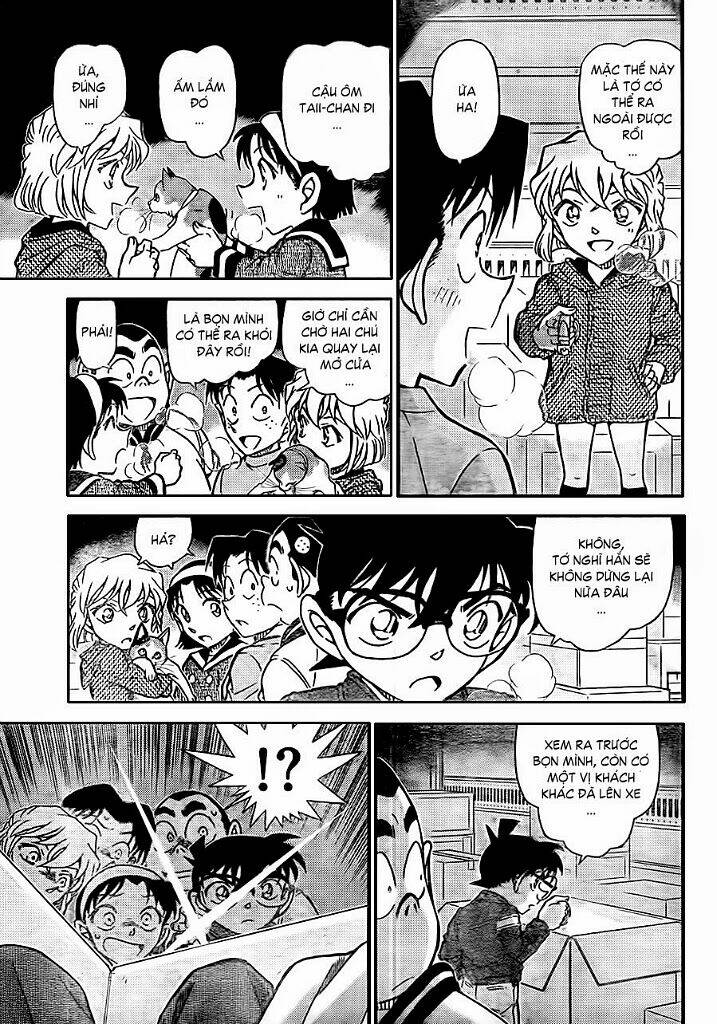 MẶC THẾ NÀY
LÀ TỚ CÓ
THỂ RA
NGOÀI ĐƯỢC
RỒI
...
ỪA
HA!
CẬU ÔM
TAII-CHAN ĐI
...
ẤM LẮM
ĐÓ
...
ỪA,
ĐÚNG
NHỈ
...
GIỜ CHỈ CẦN
CHỜ HAI CHÚ
KIA QUAY LẠI
MỞ CỬA
LÀ BỌN MÌNH
CÓ THỂ RA KHỎI
ĐÂY RỒI!
PHẢI!
KHÔNG,
TỚ NGHĨ HẮN SẼ
KHÔNG DỪNG LẠI
NỮA ĐÂU
...
HẢ?
XEM RA TRƯỚC
BỌN MÌNH, CÒN CÓ
MỘT VỊ KHÁCH
KHÁC ĐÃ LÊN XE
...
!?